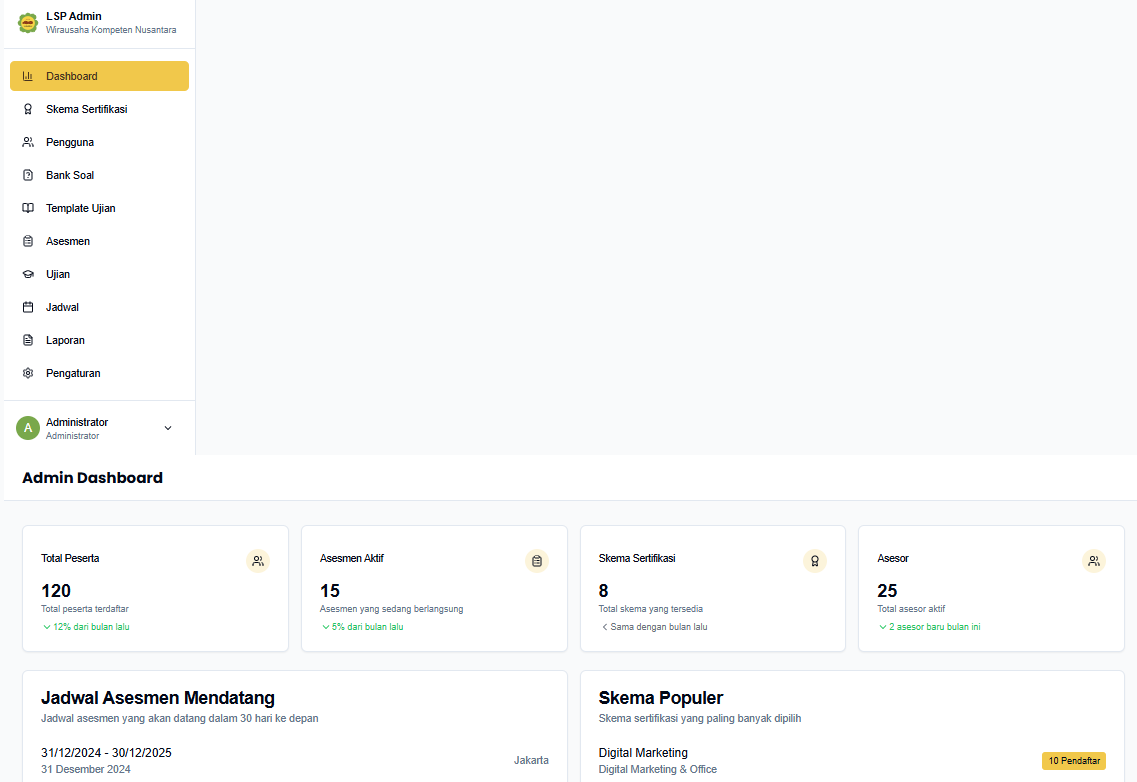 LSP Admin
Wirausaha Kompeten Nusantara
Dashboard
Skema Sertifikasi
Pengguna
Bank Soal
Template Ujian
Asesmen
Ujian
Jadwal
Laporan
Pengaturan
A
Administrator
Administrator
Admin Dashboard
Total Peserta
120
Total peserta terdaftar
12% dari bulan lalu
Asesmen Aktif
15
Asesmen yang sedang berlangsung
5% dari bulan lalu
Skema Sertifikasi
8
Total skema yang tersedia
Sama dengan bulan lalu
Asesor
25
Total asesor aktif
2 asesor baru bulan ini
Jadwal Asesmen Mendatang
Jadwal asesmen yang akan datang dalam 30 hari ke depan
31/12/2024 - 30/12/2025
31 Desember 2024
Jakarta
Skema Populer
Skema sertifikasi yang paling banyak dipilih
Digital Marketing
Digital Marketing & Office
10 Pendaftar